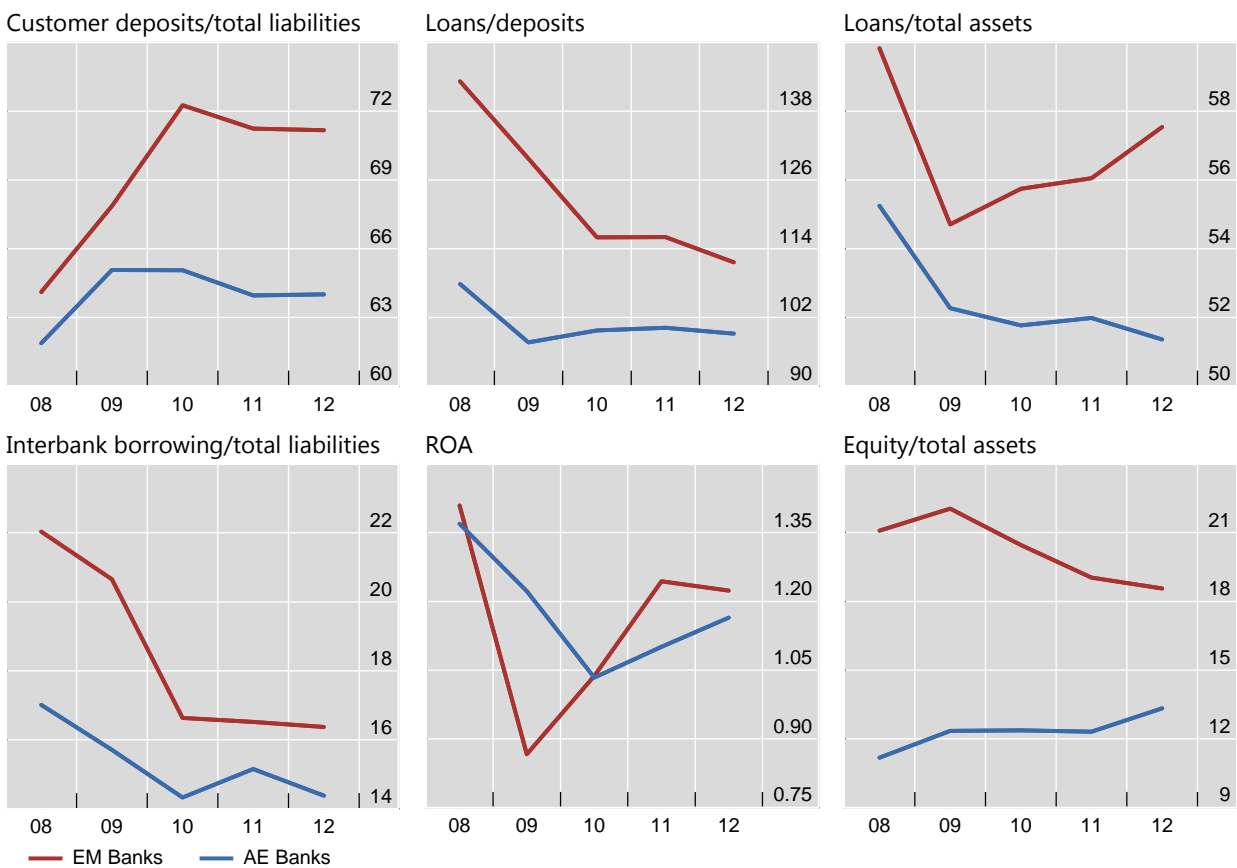 Customer deposits/total liabilities
72
69
66
63
60
08 09 10 11 12
Loans/deposits
138
126
114
102
90
08 09 10 11 12
Loans/total assets
58
56
54
52
50
08 09 10 11 12
Interbank borrowing/total liabilities
22
20
18
16
14
08 09 10 11 12
ROA
1.35
1.20
1.05
0.90
0.75
08 09 10 11 12
Equity/total assets
21
18
15
12
9
08 09 10 11 12
EM Banks AE Banks